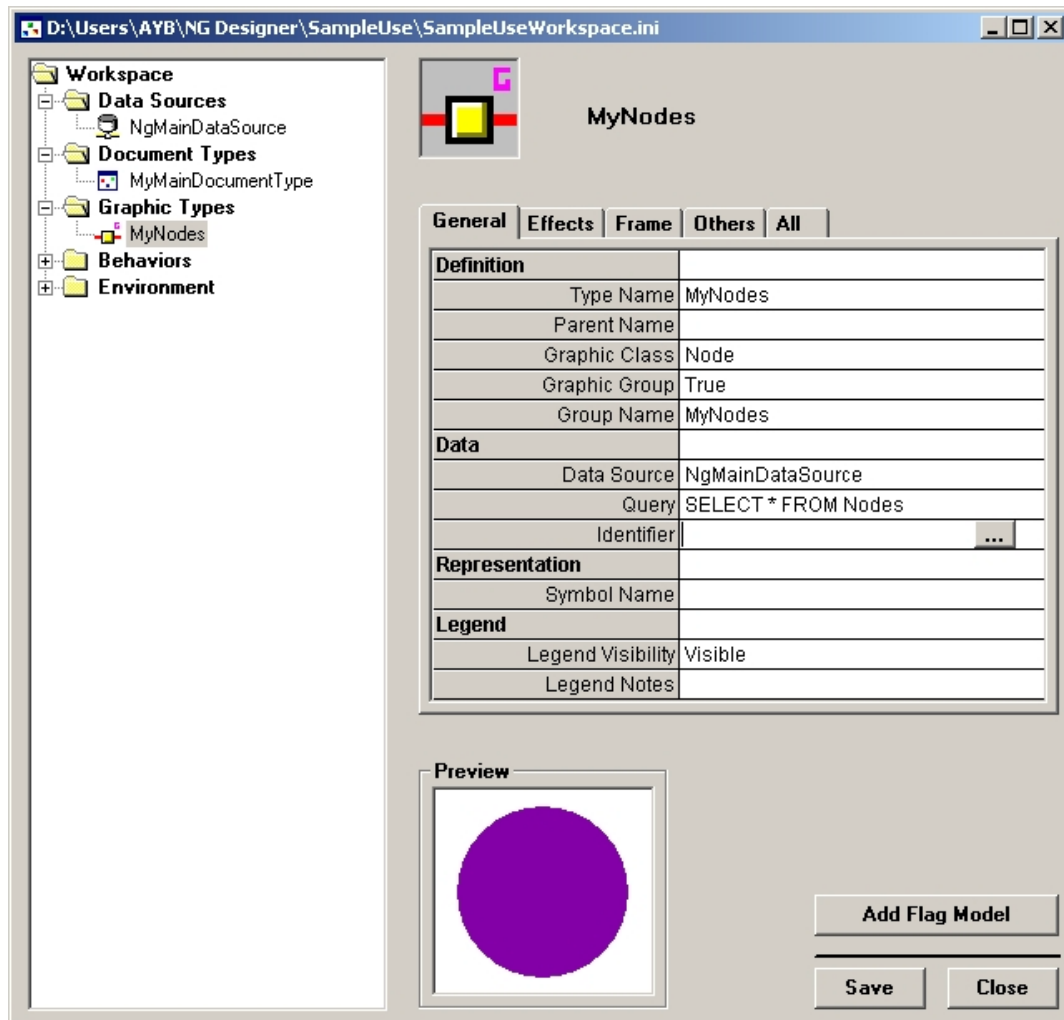 D:\Users\AYB\NG Designer\SampleUse\SampleUseWorkspace.ini
Workspace
Data Sources
NgMainDataSource
Document Types
MyMainDocumentType
Graphic Types
MyNodes
Behaviors
Environment
G
MyNodes
General Effects Frame Others All
Definition
Type Name MyNodes
Parent Name
Graphic Class Node
Graphic Group True
Group Name MyNodes
Data
Data Source NgMainDataSource
Query SELECT * FROM Nodes
Identifier ...
Representation
Symbol Name
Legend
Legend Visibility Visible
Legend Notes
Preview
Add Flag Model
Save Close